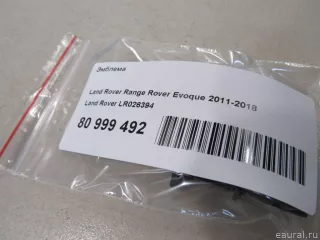 Эмблема
Land Rover Range Rover Evoque 2011-2018
Land Rover LR026394
80 999 492
eaural.ru